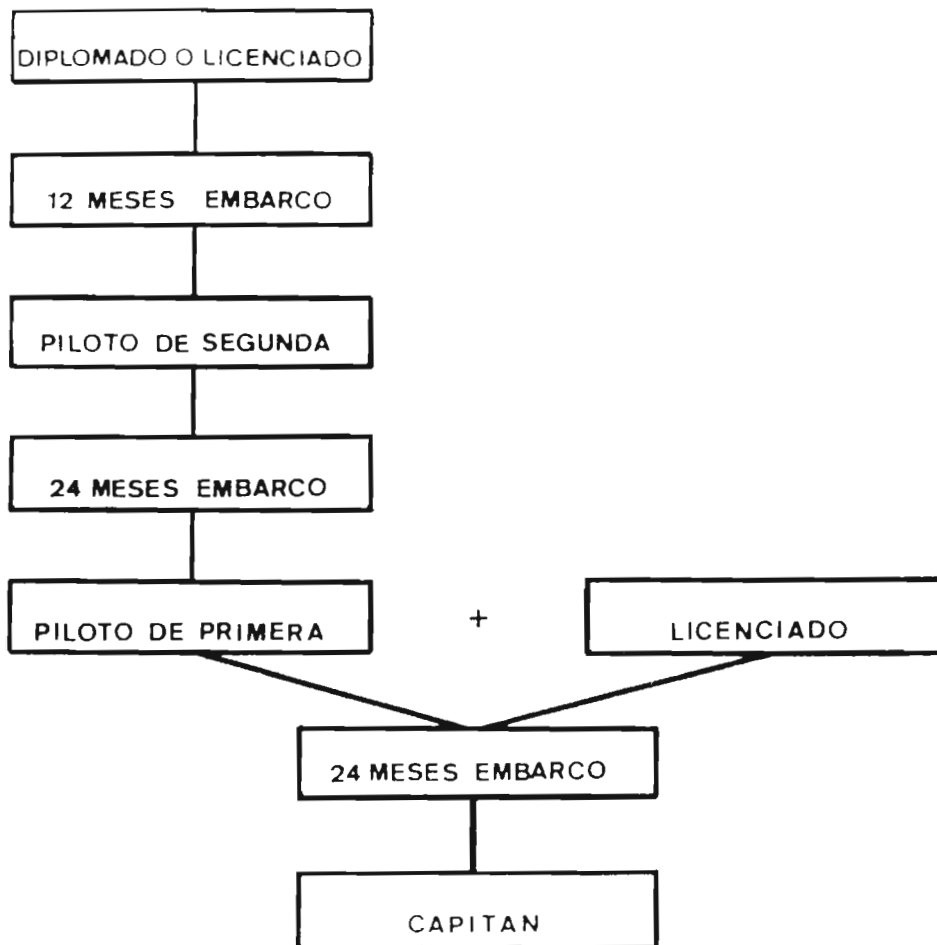 DIPLOMADO O LICENCIADO
12 MESES EMBARCO
PILOTO DE SEGUNDA
24 MESES EMBARCO
PILOTO DE PRIMERA + LICENCIADO
24 MESES EMBARCO
CAPITAN